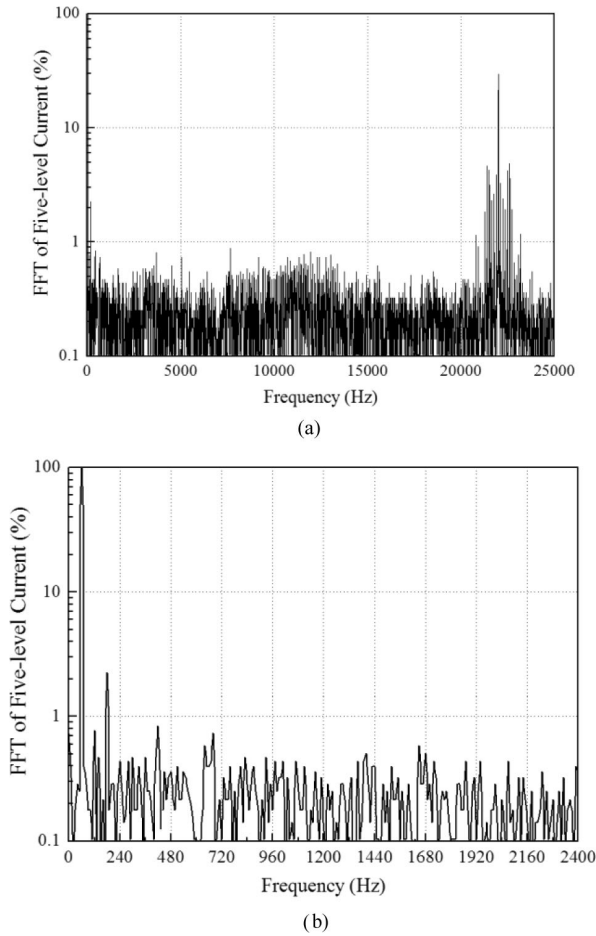 100
10
1
0.1
FFT of Five-level Current (%)
0 5000 10000 15000 20000 25000
Frequency (Hz)
(a)
100
10
1
0.1
FFT of Five-level Current (%)
0 240 480 720 960 1200 1440 1680 1920 2160 2400
Frequency (Hz)
(b)